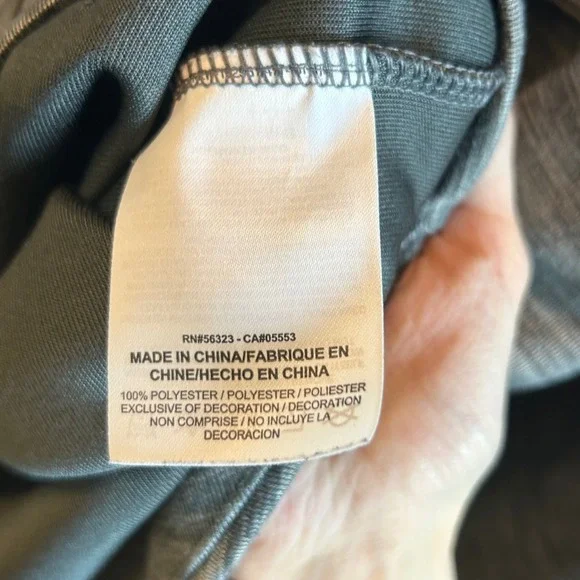 RN#56323 - CA#05553
MADE IN CHINA/FABRIQUE EN
CHINE/HECHO EN CHINA
100% POLYESTER / POLYESTER / POLIESTER
EXCLUSIVE OF DECORATION / DECORATION
NON COMPRISE / NO INCLUYE LA
DECORACION